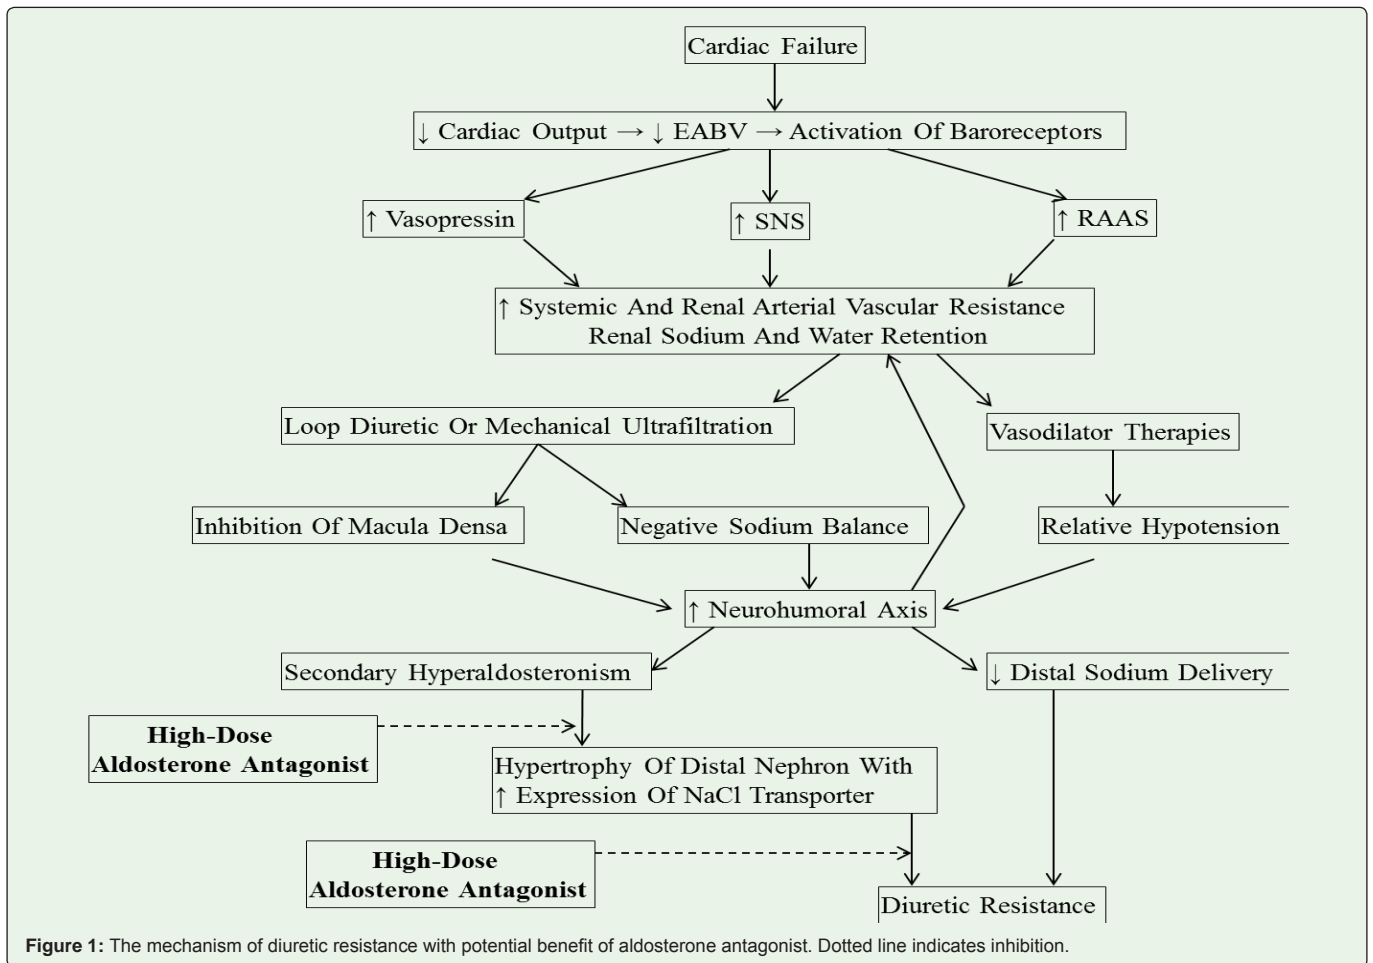 Cardiac Failure
↓ Cardiac Output → ↓ EABV → Activation Of Baroreceptors
↑ Vasopressin
↑ SNS
↑ RAAS
↑ Systemic And Renal Arterial Vascular Resistance
Renal Sodium And Water Retention
Loop Diuretic Or Mechanical Ultrafiltration
Vasodilator Therapies
Inhibition Of Macula Densa
Negative Sodium Balance
Relative Hypotension
↑ Neurohumoral Axis
Secondary Hyperaldosteronism
↓ Distal Sodium Delivery
High-Dose
Aldosterone Antagonist
Hypertrophy Of Distal Nephron With
↑ Expression Of NaCl Transporter
High-Dose
Aldosterone Antagonist
Diuretic Resistance
Figure 1: The mechanism of diuretic resistance with potential benefit of aldosterone antagonist. Dotted line indicates inhibition.